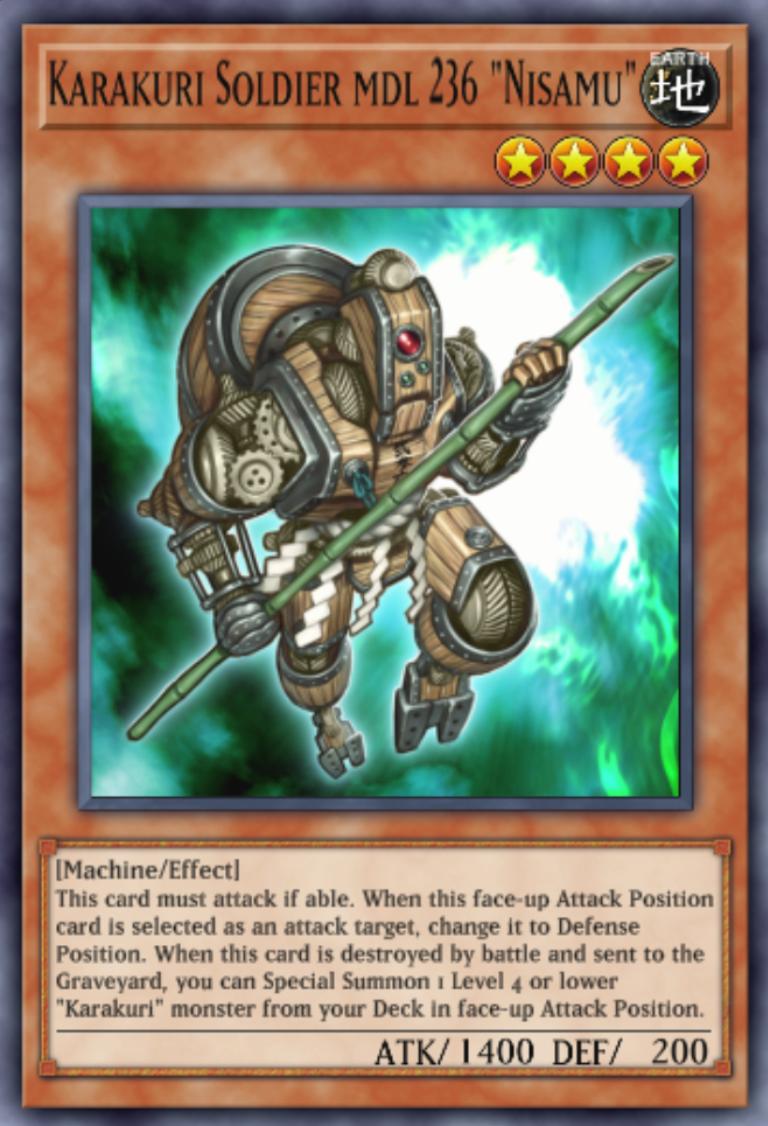 Karakuri Soldier mdl 236 "Nisamu"
EARTH
地
[Machine/Effect]
This card must attack if able. When this face-up Attack Position
card is selected as an attack target, change it to Defense
Position. When this card is destroyed by battle and sent to the
Graveyard, you can Special Summon 1 Level 4 or lower
"Karakuri" monster from your Deck in face-up Attack Position.
ATK/ 1400 DEF/ 200